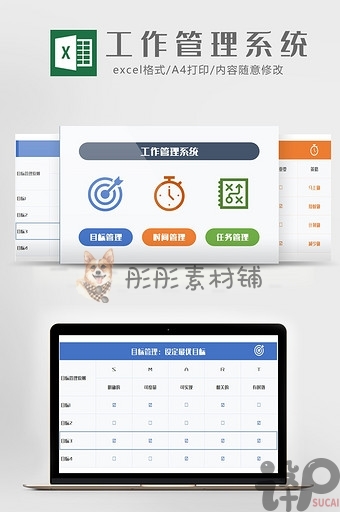 X
工作管理系统
excel格式/A4打印/内容随意修改
工作管理系统
目标管理
时间管理
任务管理
彤彤素材铺
目标管理：设定最优目标
S M A R T
目标管理原则 明确的 可度量 可实现 相关的 有时限
目标1
目标2
目标3
目标4
SUCAI